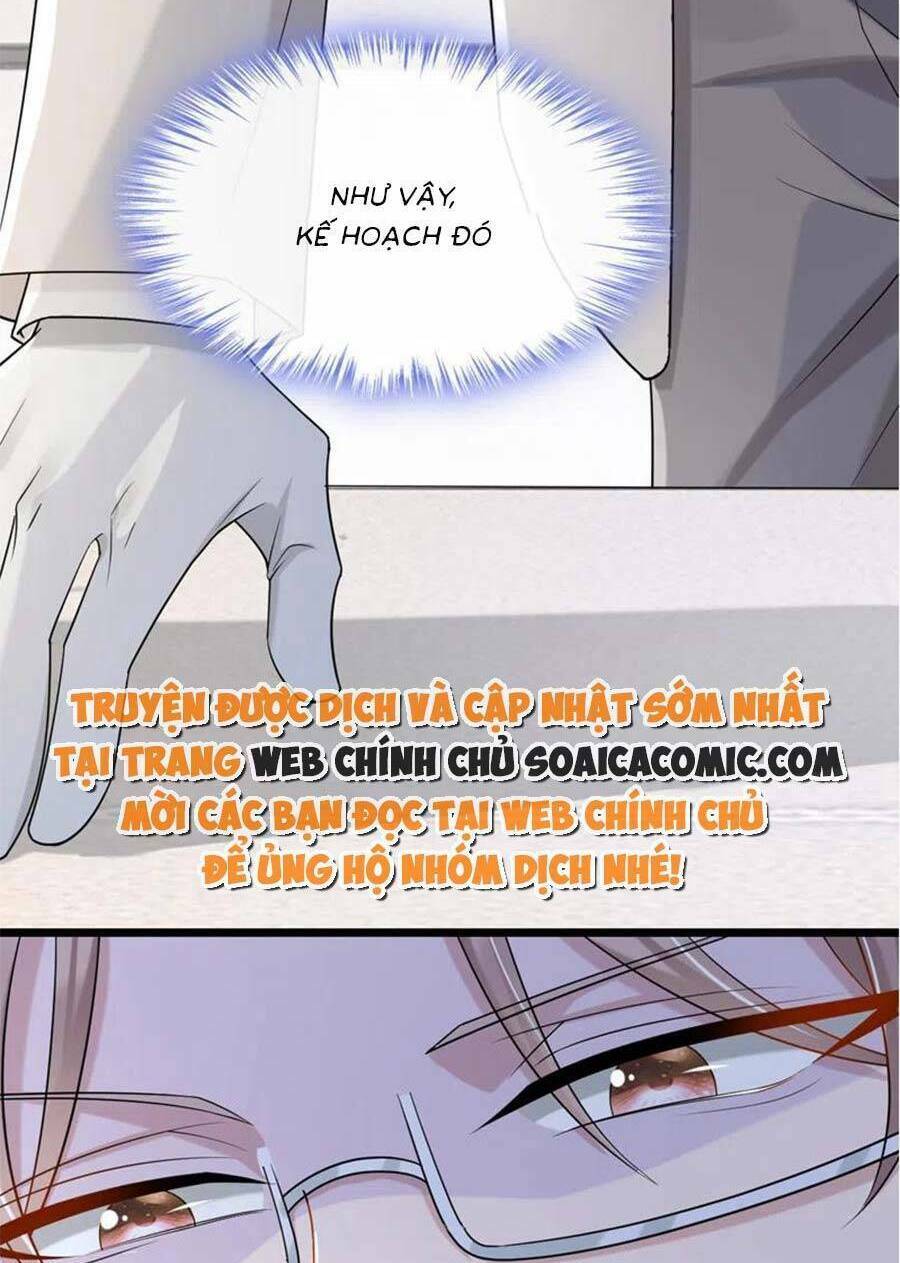 NHƯ VẬY,
KẾ HOẠCH ĐÓ
TRUYỆN ĐƯỢC DỊCH VÀ CẬP NHẬT SỚM NHẤT
TẠI TRANG WEB CHÍNH CHỦ SOAICACOMIC.COM
MỜI CÁC BẠN ĐỌC TẠI WEB CHÍNH CHỦ
ĐỂ ỦNG HỘ NHÓM DỊCH NHÉ!